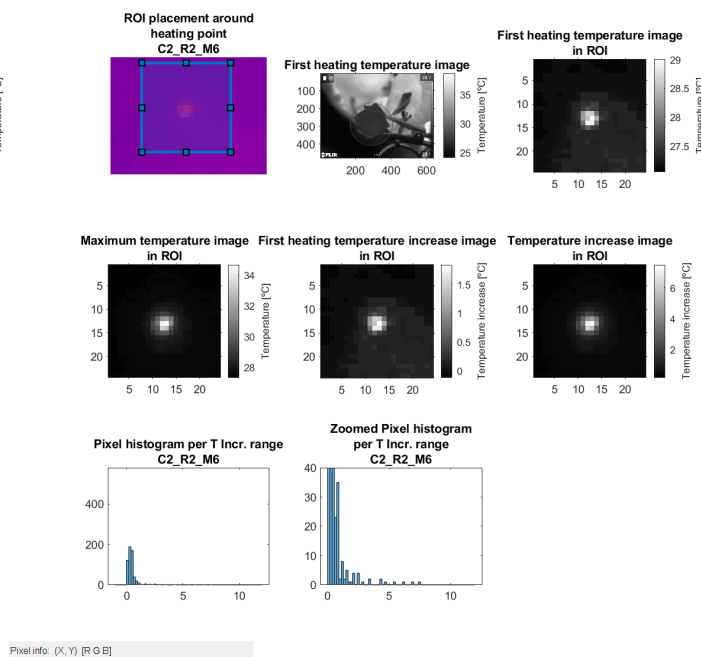 ROI placement around
heating point
C2_R2_M6
First heating temperature image
100
200
300
400
200 400 600
35
30
25
Temperature [ºC]
FLIR
First heating temperature image
in ROI
5
10
15
20
5 10 15 20
29
28.5
28
27.5
Maximum temperature image
in ROI
5
10
15
20
5 10 15 20
34
32
30
28
Temperature [ºC]
First heating temperature increase image
in ROI
5
10
15
20
5 10 15 20
1.5
1
0.5
0
Temperature increase [ºC]
Temperature increase image
in ROI
5
10
15
20
5 10 15 20
6
4
2
Temperature increase [ºC]
Pixel histogram per T Incr. range
C2_R2_M6
400
200
0
0 5 10
Zoomed Pixel histogram
per T Incr. range
C2_R2_M6
40
30
20
10
0
0 5 10
Pixel info: (X, Y) [R G B]